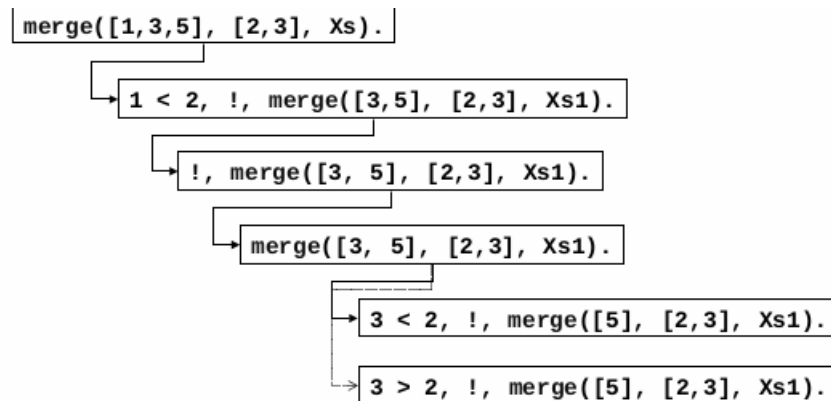 merge([1,3,5], [2,3], Xs).
1 < 2, !, merge([3,5], [2,3], Xs1).
!, merge([3, 5], [2,3], Xs1).
merge([3, 5], [2,3], Xs1).
3 < 2, !, merge([5], [2,3], Xs1).
3 > 2, !, merge([5], [2,3], Xs1).